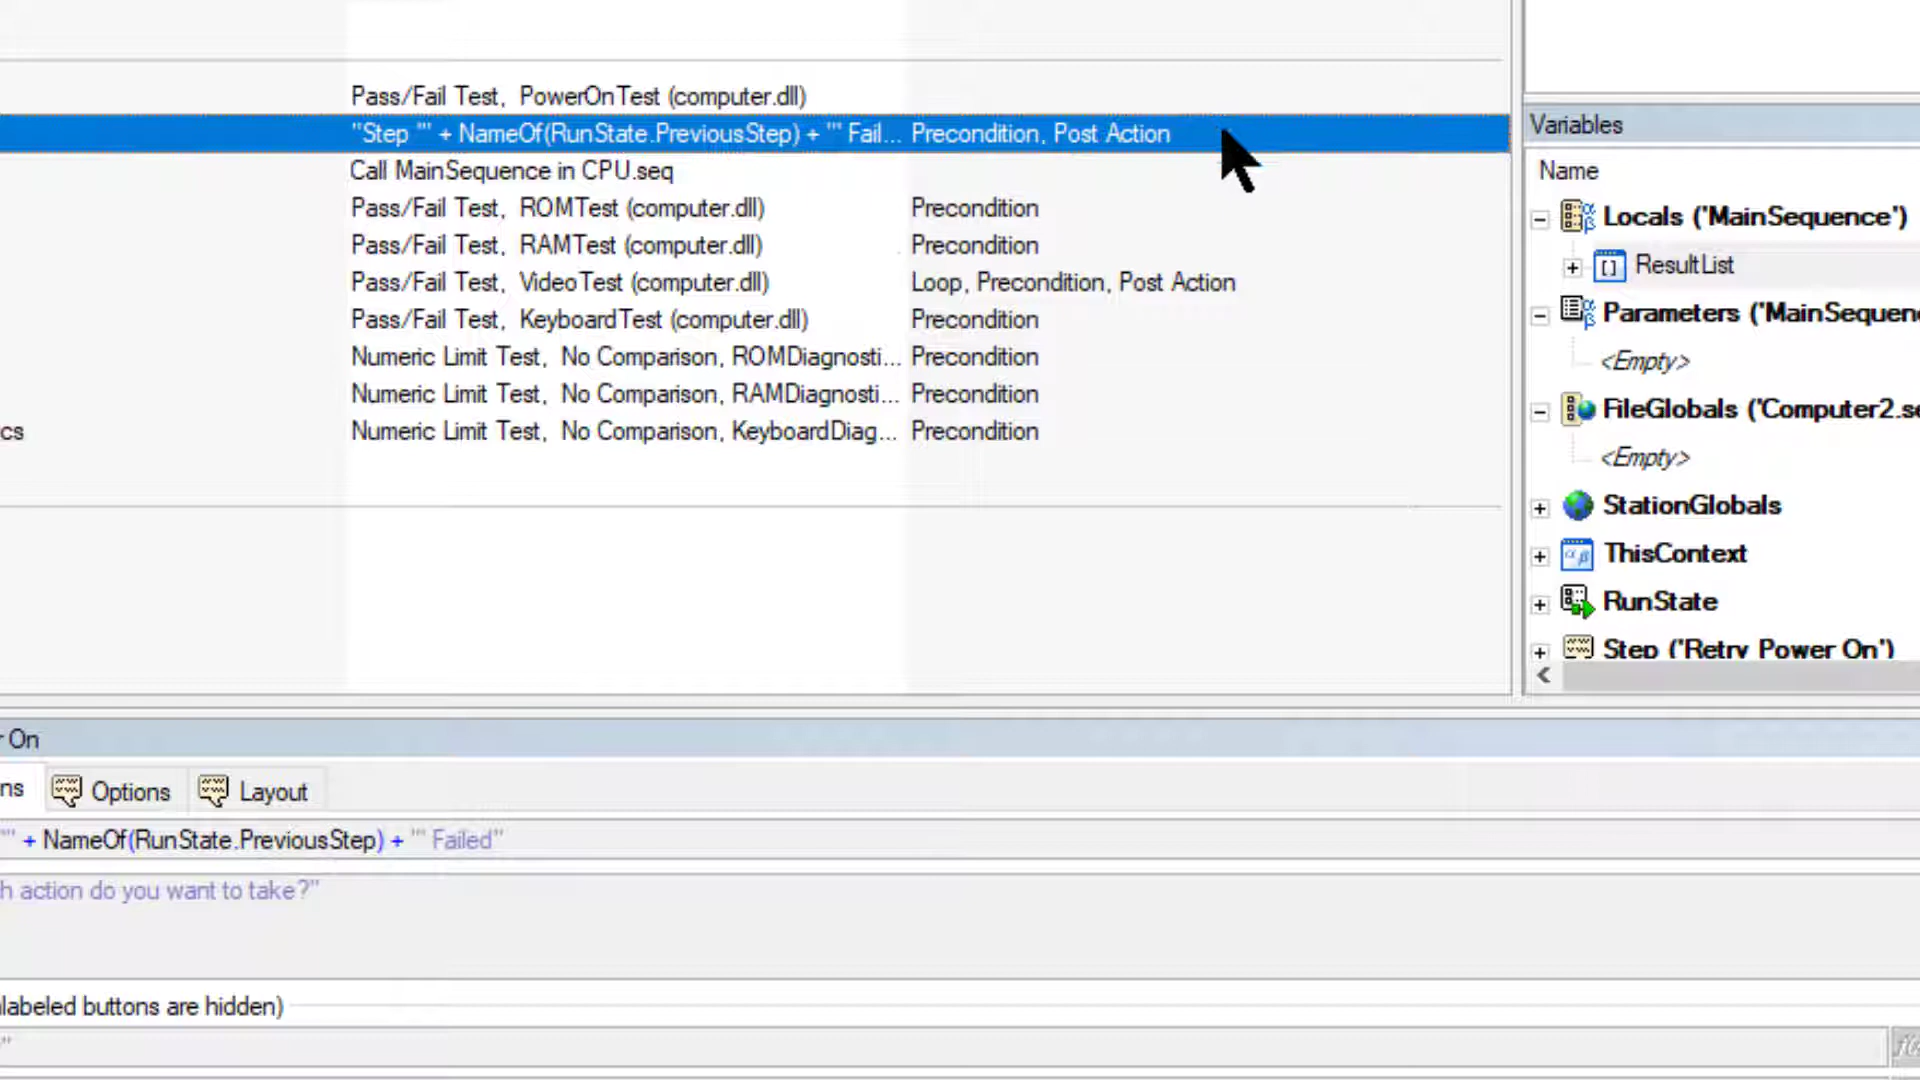 Pass/Fail Test, PowerOnTest (computer.dll)
"Step '" + NameOf(RunState.PreviousStep) + "' Fail... Precondition, Post Action
Call MainSequence in CPU.seq
Pass/Fail Test, ROMTest (computer.dll) Precondition
Pass/Fail Test, RAMTest (computer.dll) Precondition
Pass/Fail Test, VideoTest (computer.dll) Loop, Precondition, Post Action
Pass/Fail Test, KeyboardTest (computer.dll) Precondition
Numeric Limit Test, No Comparison, ROMDiagnosti... Precondition
Numeric Limit Test, No Comparison, RAMDiagnosti... Precondition
cs Numeric Limit Test, No Comparison, KeyboardDiag... Precondition
Variables
Name
Locals ('MainSequence')
ResultList
Parameters ('MainSequenc
<Empty>
FileGlobals ('Computer2.se
<Empty>
StationGlobals
ThisContext
RunState
Step ('Retry Power On')
r On
ns Options Layout
'" + NameOf(RunState.PreviousStep) + "' Failed"
h action do you want to take?"
labeled buttons are hidden)